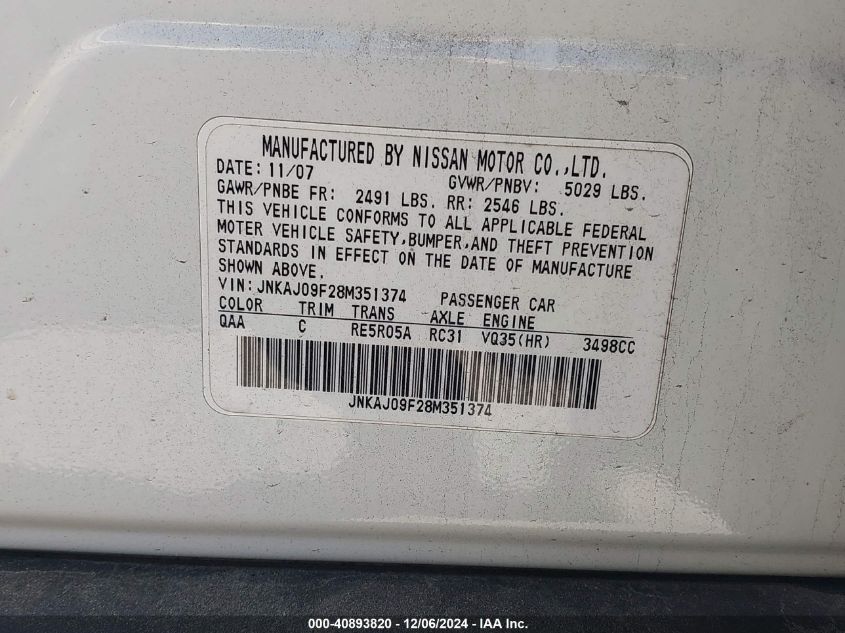 MANUFACTURED BY NISSAN MOTOR CO.,LTD.
DATE: 11/07 GVWR/PNBV: 5029 LBS.
GAWR/PNBE FR: 2491 LBS. RR: 2546 LBS.
THIS VEHICLE CONFORMS TO ALL APPLICABLE FEDERAL
MOTOR VEHICLE SAFETY,BUMPER,AND THEFT PREVENTION
STANDARDS IN EFFECT ON THE DATE OF MANUFACTURE
SHOWN ABOVE.
VIN:JNKAJ09F28M351374 PASSENGER CAR
COLOR TRIM TRANS AXLE ENGINE
QAA C RE5R05A RC31 VQ35(HR) 3498CC
JNKAJ09F28M351374
000-40893820 - 12/06/2024 - IAA Inc.